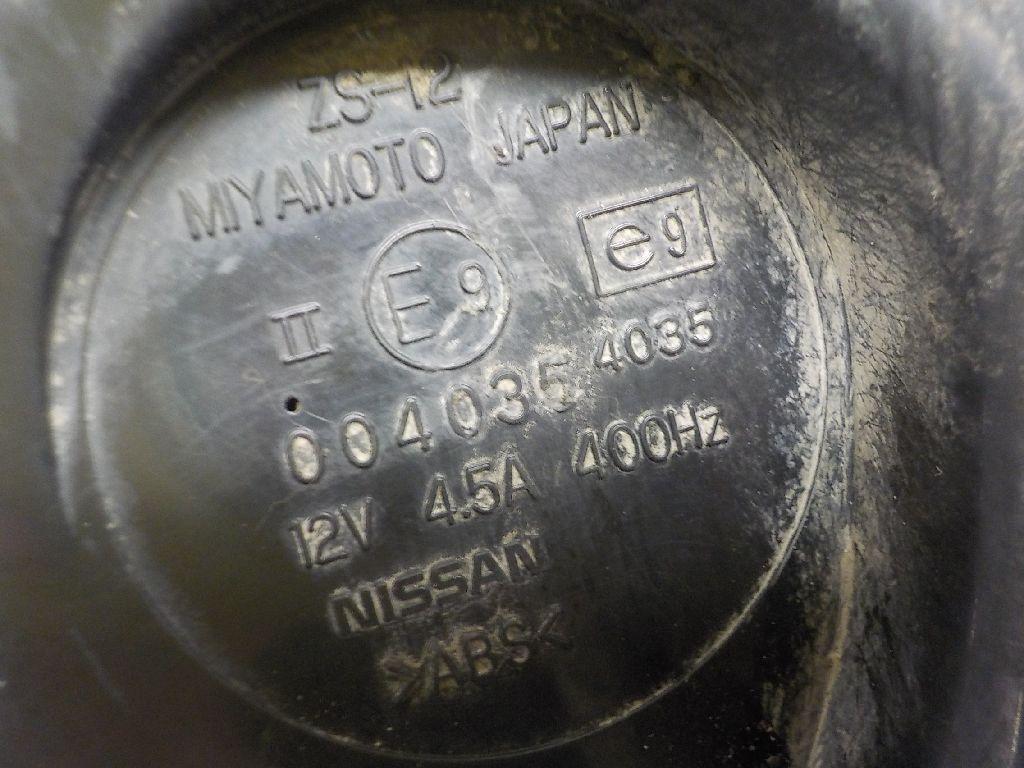 ZS-12
MIYAMOTO JAPAN
II E9 e9
004035 4035
12V 4.5A 400Hz
NISSAN
>ABS<